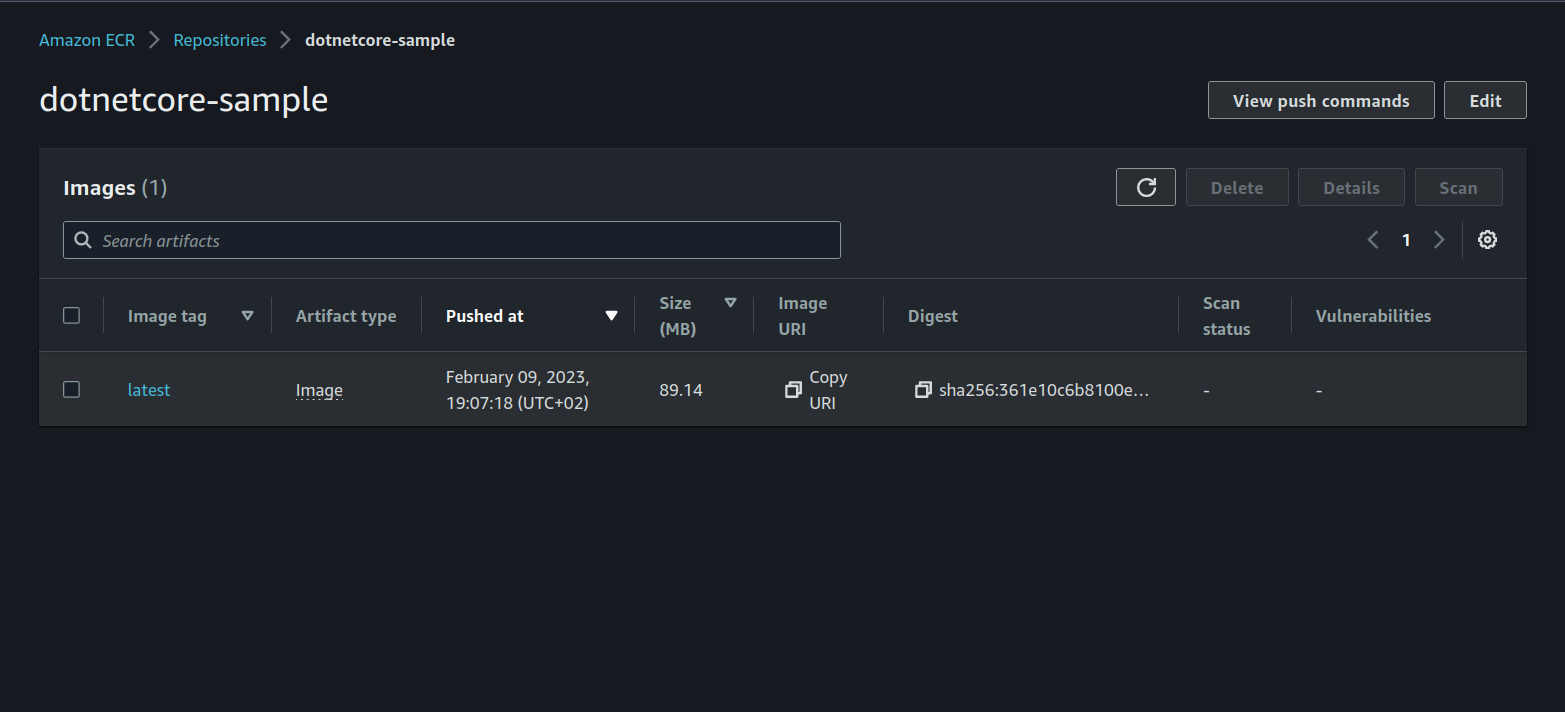 Amazon ECR > Repositories > dotnetcore-sample
dotnetcore-sample
View push commands
Edit
Images (1)
Delete
Details
Scan
Search artifacts
1
Image tag
Artifact type
Pushed at
Size
(MB)
Image
URI
Digest
Scan
status
Vulnerabilities
latest
Image
February 09, 2023,
19:07:18 (UTC+02)
89.14
Copy
URI
sha256:361e10c6b8100e...
-
-